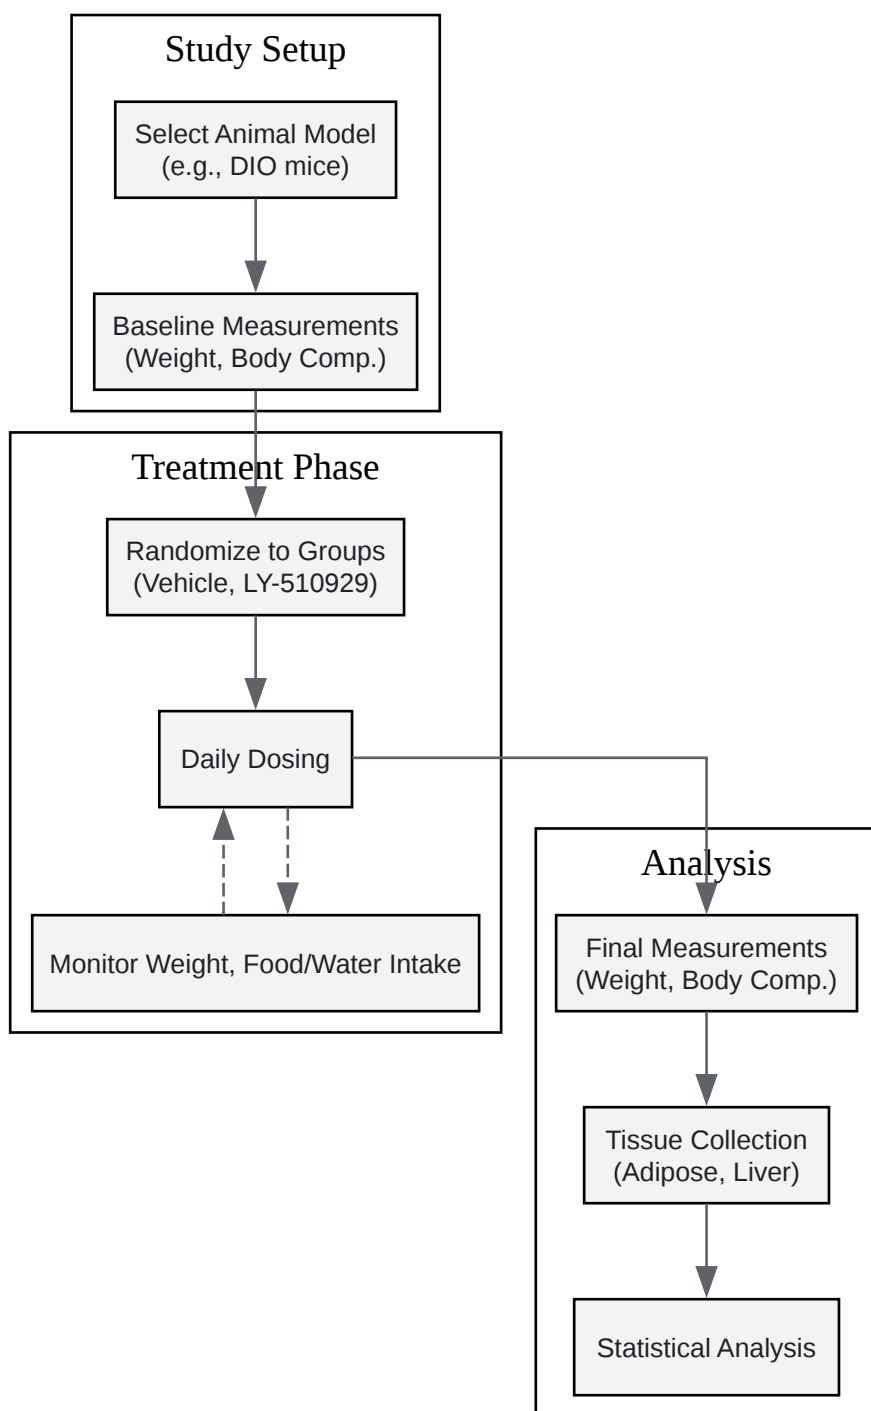 Study Setup
Select Animal Model
(e.g., DIO mice)
Baseline Measurements
(Weight, Body Comp.)
Treatment Phase
Randomize to Groups
(Vehicle, LY-510929)
Daily Dosing
Monitor Weight, Food/Water Intake
Analysis
Final Measurements
(Weight, Body Comp.)
Tissue Collection
(Adipose, Liver)
Statistical Analysis